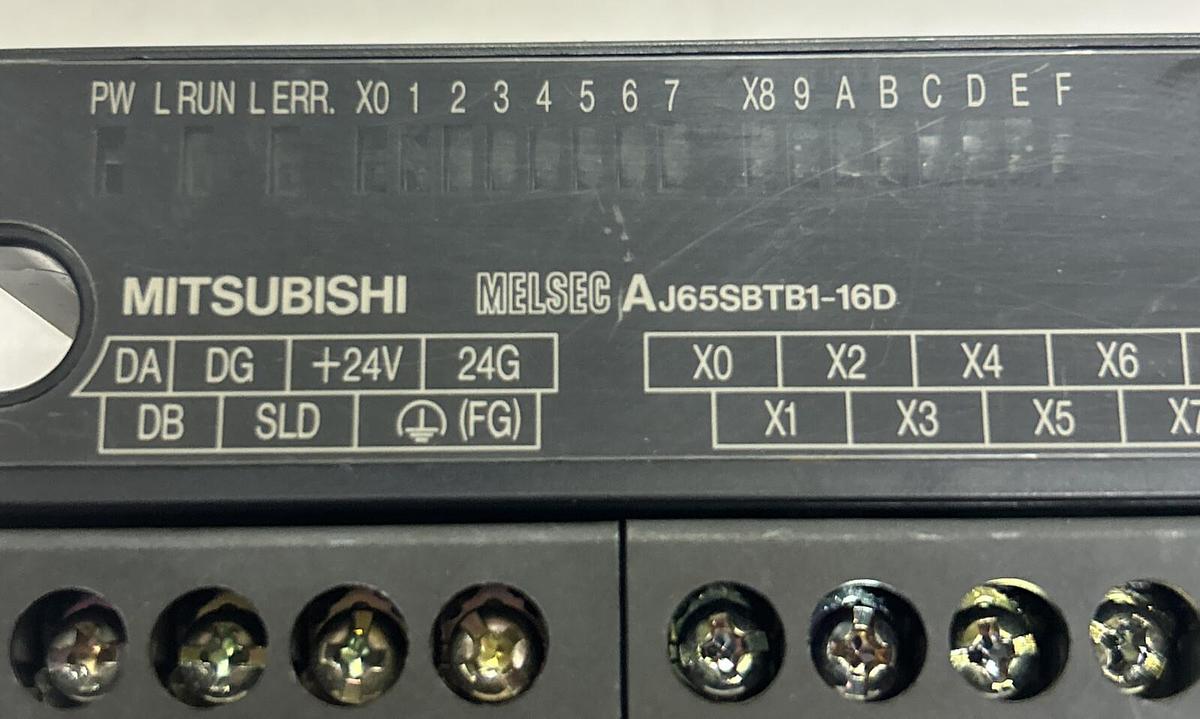 PW L RUN L ERR. X0 1 2 3 4 5 6 7 X8 9 A B C D E F
MITSUBISHI MELSEC AJ65SBTB1-16D
DA DG +24V 24G X0 X2 X4 X6
DB SLD (FG) X1 X3 X5 X7